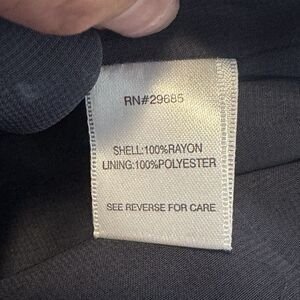 RN#29685
SHELL:100%RAYON
LINING:100%POLYESTER
SEE REVERSE FOR CARE